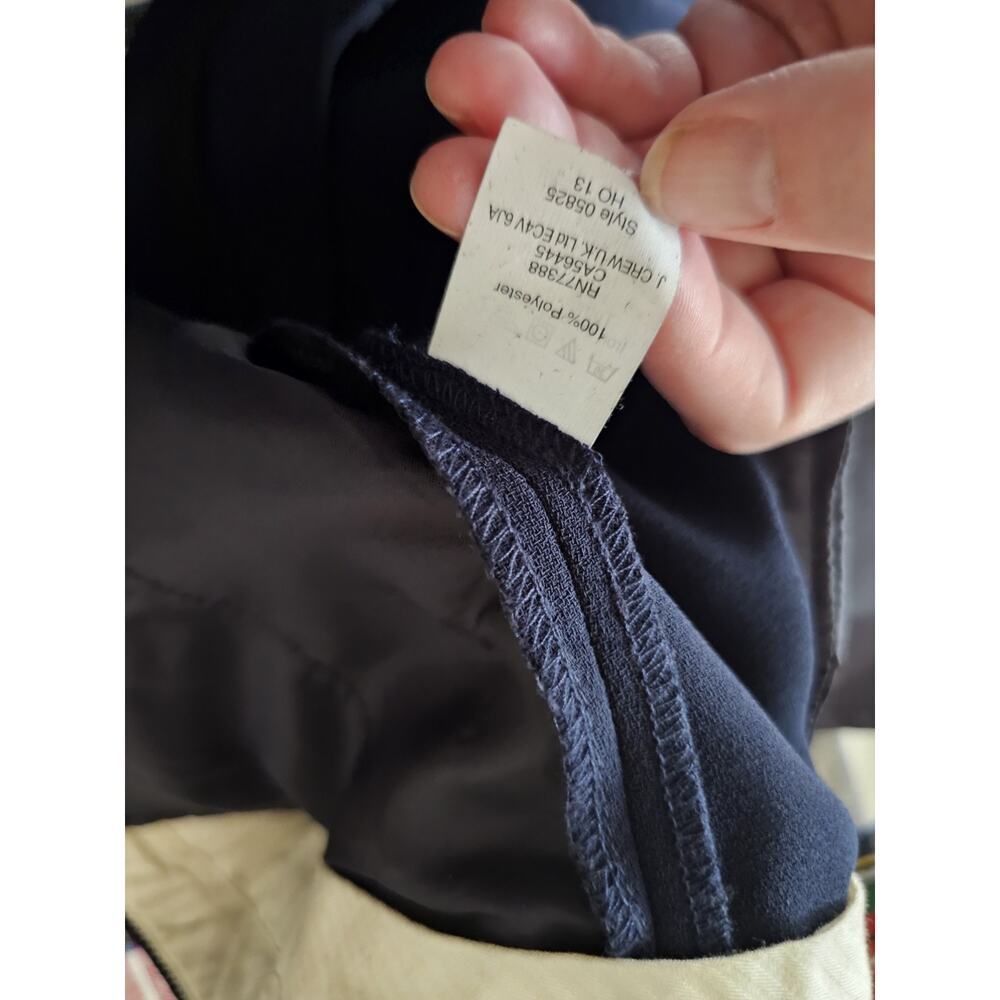 Style 05825
HO 13
J. CREW U.K. Ltd EC4V 6JA
CA56445
RN77388
100% Polyester